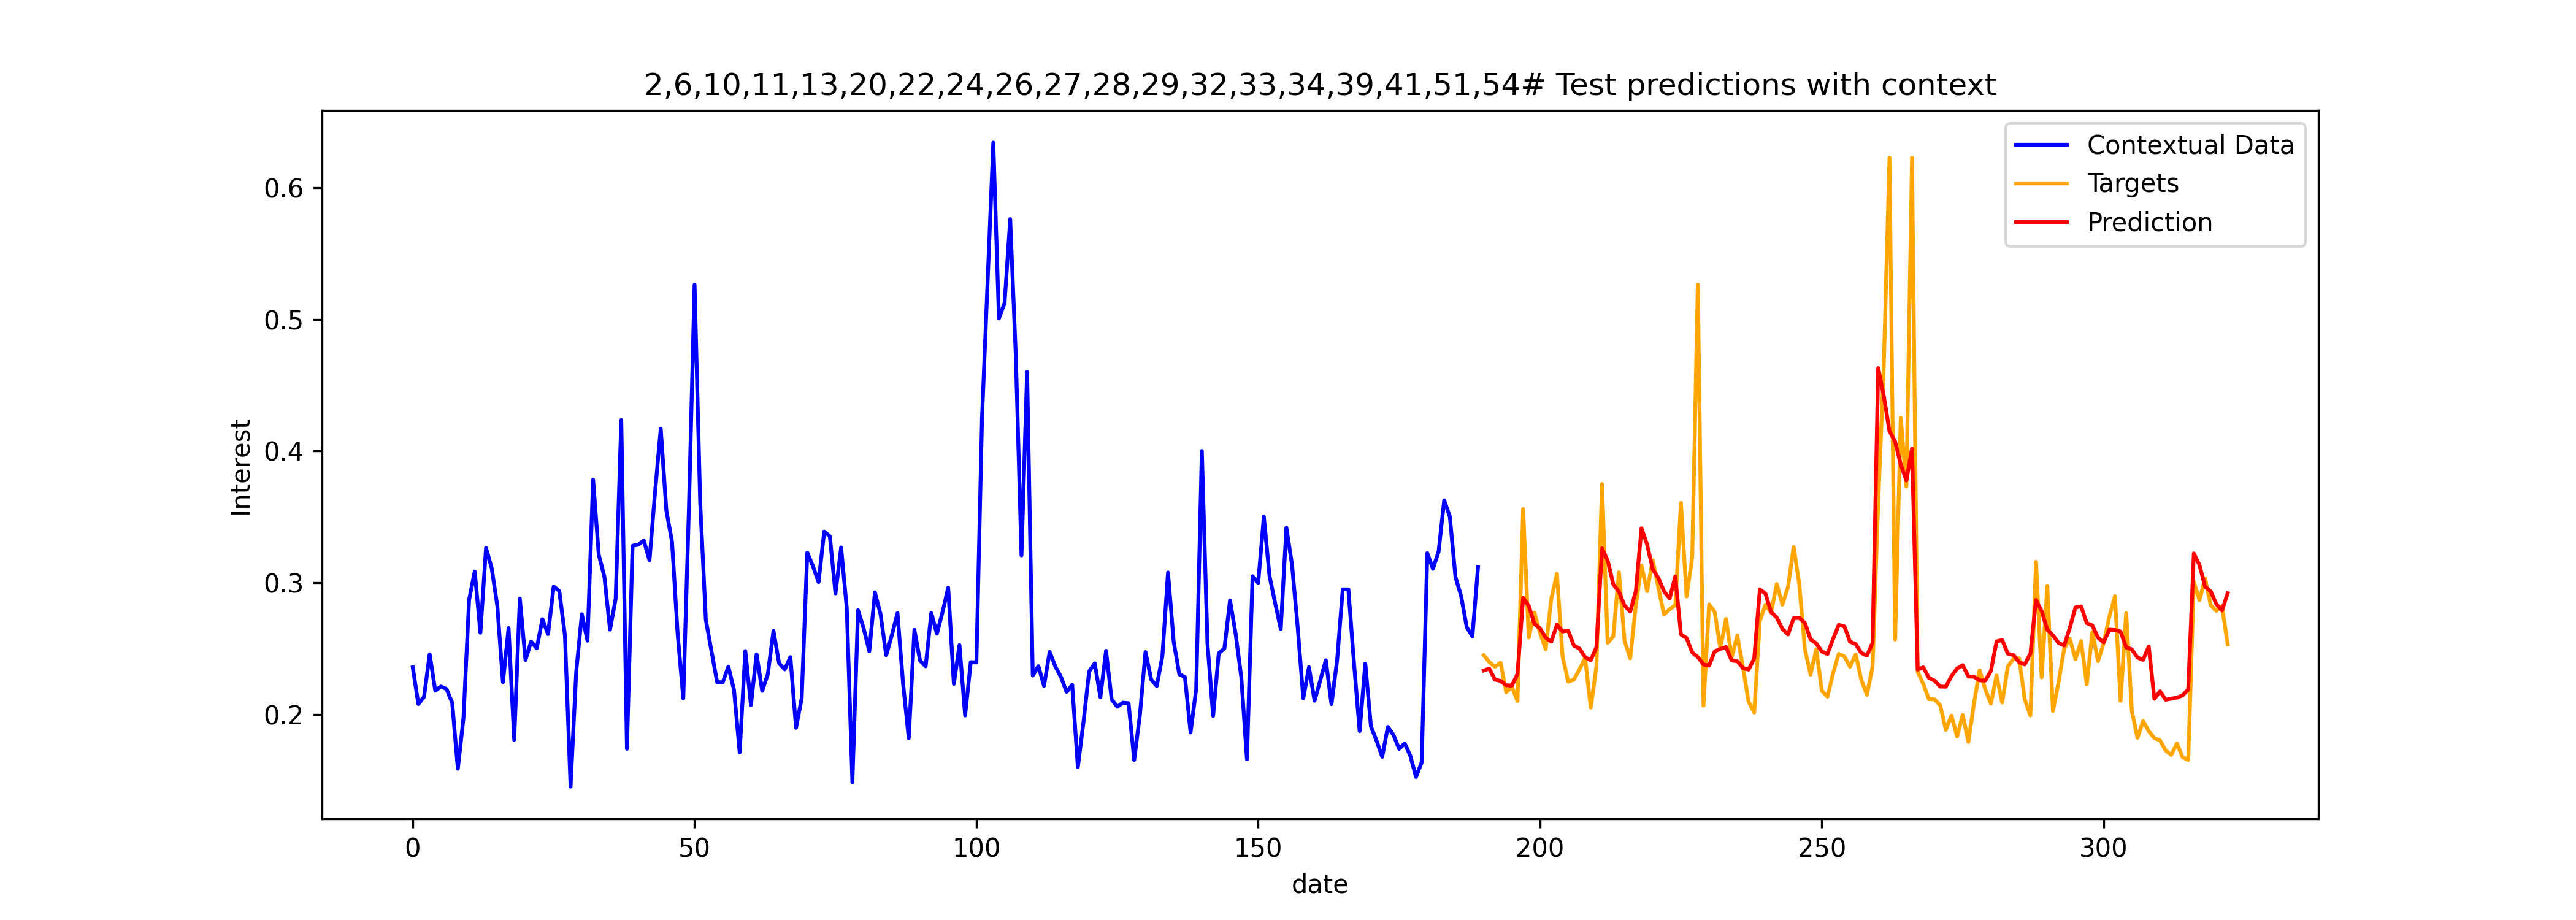 2,6,10,11,13,20,22,24,26,27,28,29,32,33,34,39,41,51,54# Test predictions with context
Contextual Data
Targets
Prediction
Interest
0.6
0.5
0.4
0.3
0.2
0 50 100 150 200 250 300
date